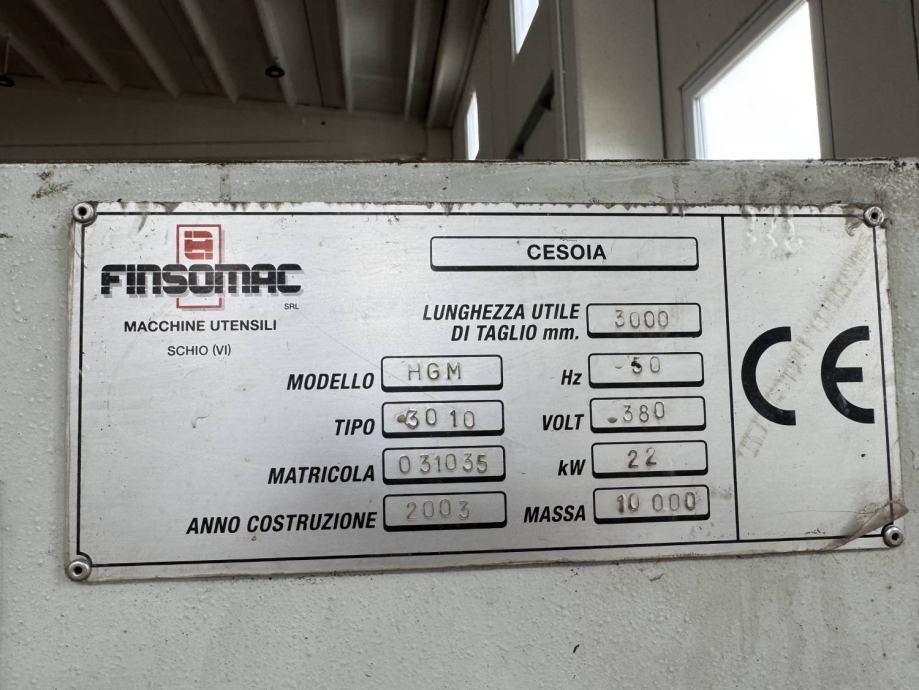 FINSOMAC
SRL
MACCHINE UTENSILI
SCHIO (VI)
CESOIA
LUNGHEZZA UTILE
DI TAGLIO mm. 3000
MODELLO HGM
Hz 50
TIPO 3010
VOLT 380
MATRICOLA 031035
kW 22
ANNO COSTRUZIONE 2003
MASSA 10 000
CE